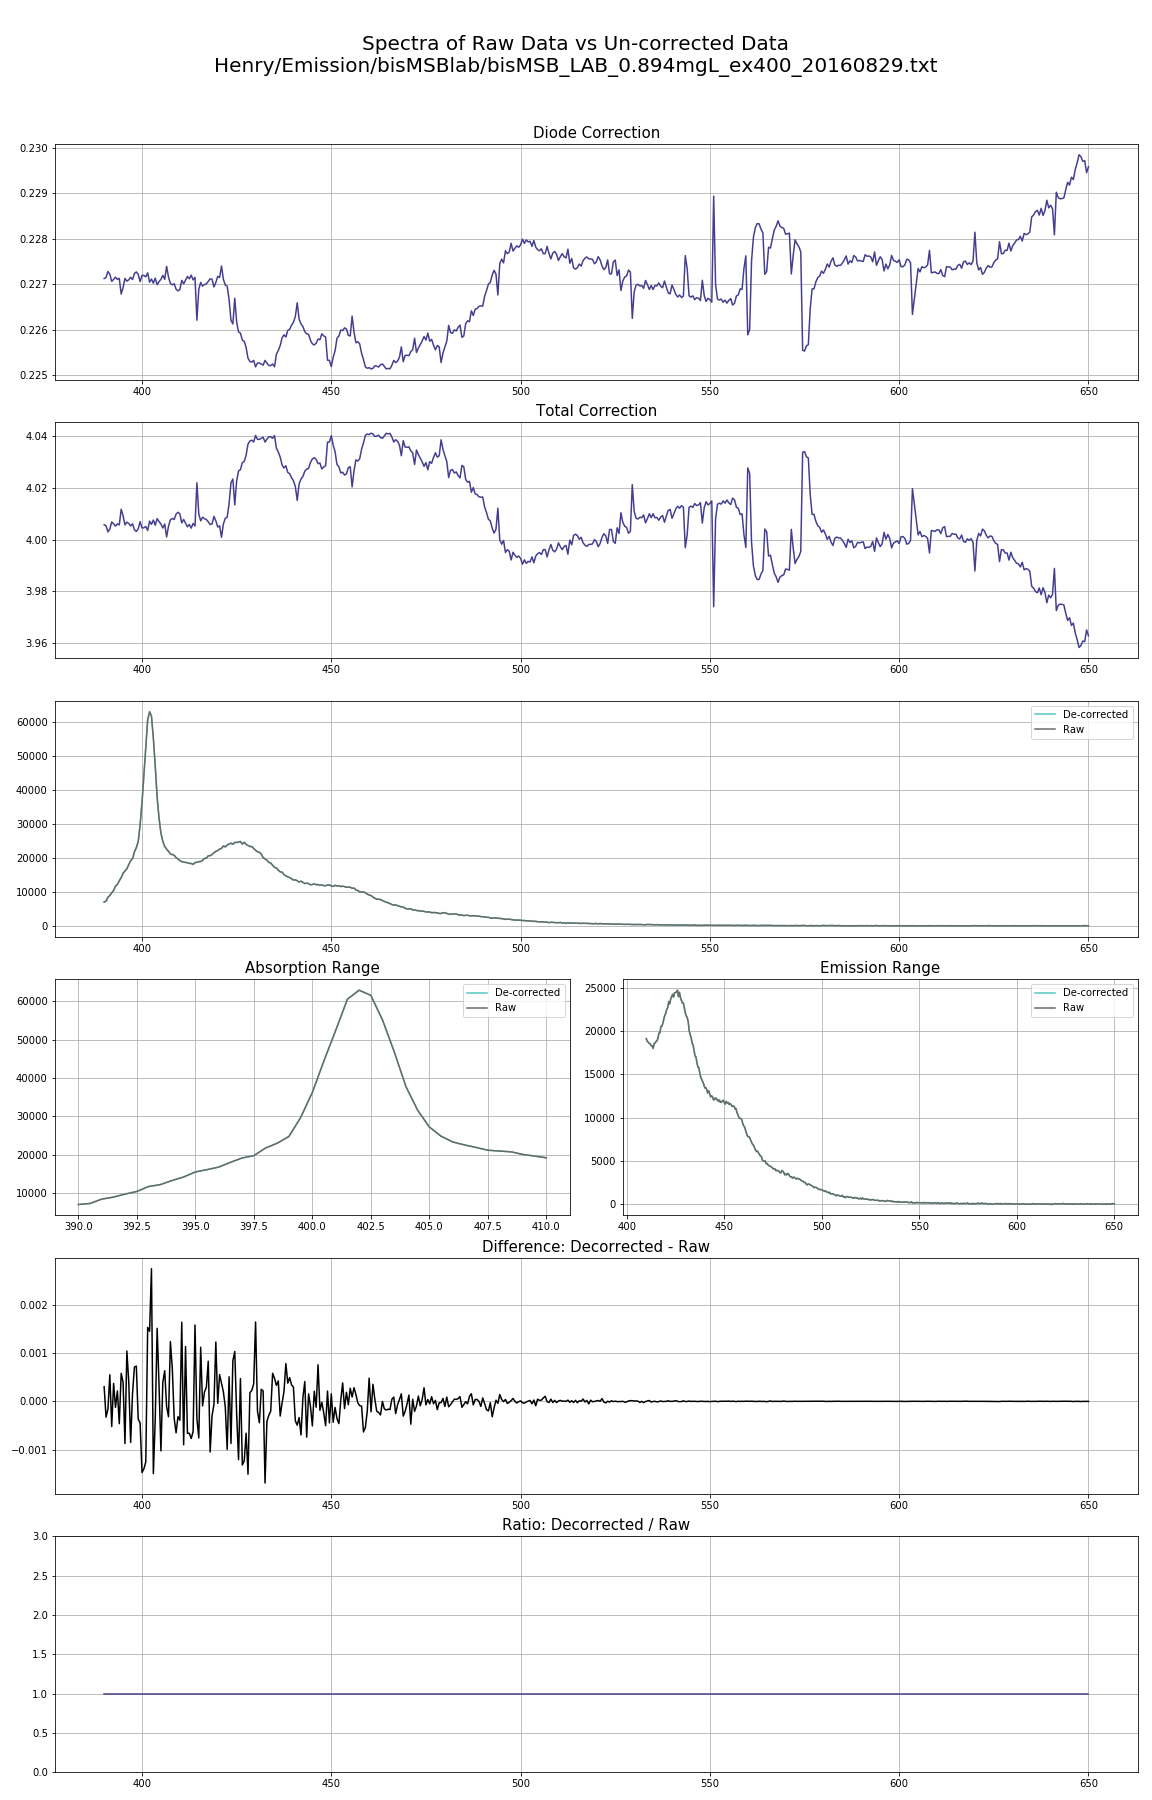 Spectra of Raw Data vs Un-corrected Data
Henry/Emission/bisMSBlab/bisMSB_LAB_0.894mgL_ex400_20160829.txt
Diode Correction
0.230
0.229
0.228
0.227
0.226
0.225
400 450 500 550 600 650
Total Correction
4.04
4.02
4.00
3.98
3.96
400 450 500 550 600 650
De-corrected
Raw
60000
50000
40000
30000
20000
10000
0
400 450 500 550 600 650
Absorption Range
De-corrected
Raw
60000
50000
40000
30000
20000
10000
390.0 392.5 395.0 397.5 400.0 402.5 405.0 407.5 410.0
Emission Range
De-corrected
Raw
25000
20000
15000
10000
5000
0
400 450 500 550 600 650
Difference: Decorrected - Raw
0.002
0.001
0.000
−0.001
400 450 500 550 600 650
Ratio: Decorrected / Raw
3.0
2.5
2.0
1.5
1.0
0.5
0.0
400 450 500 550 600 650